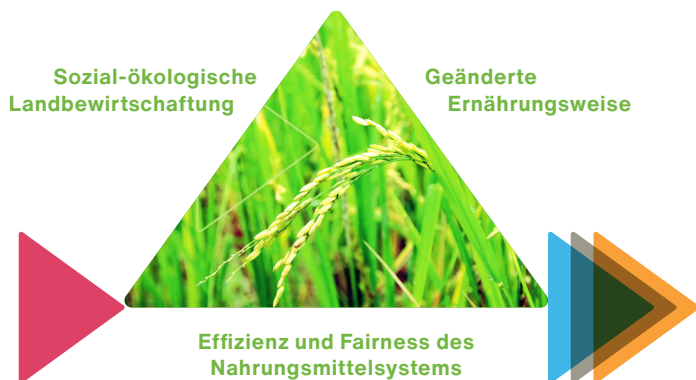 Sozial-ökologische
Landbewirtschaftung
Geänderte
Ernährungsweise
Effizienz und Fairness des
Nahrungsmittelsystems